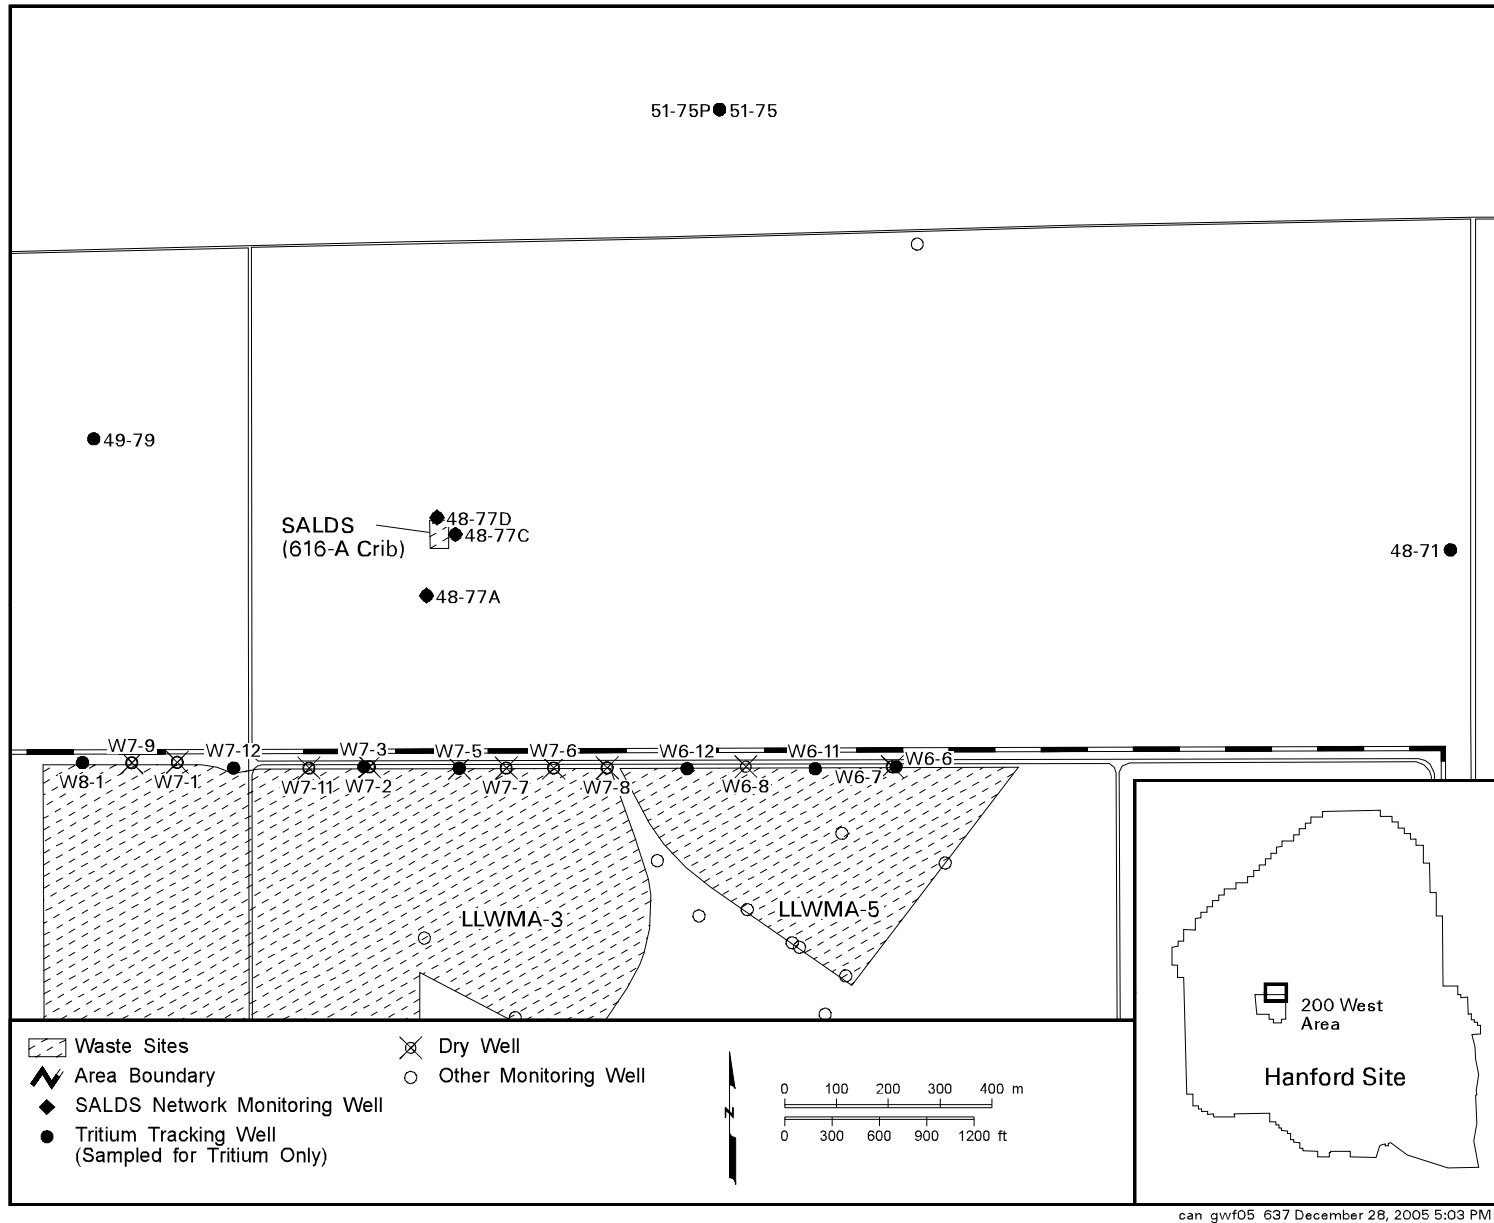 51-75P 51-75
49-79
SALDS
(616-A Crib)
48-77D
48-77C
48-71
48-77A
W7-9 W7-12 W7-3 W7-5 W7-6 W6-12 W6-11 W6-6
W8-1 W7-1 W7-11 W7-2 W7-7 W7-8 W6-8 W6-7
LLWMA-3
LLWMA-5
200 West
Area
Hanford Site
Waste Sites
Area Boundary
SALDS Network Monitoring Well
Tritium Tracking Well
(Sampled for Tritium Only)
Dry Well
Other Monitoring Well
N
0 100 200 300 400 m
0 300 600 900 1200 ft
can_gwf05_637 December 28, 2005 5:03 PM